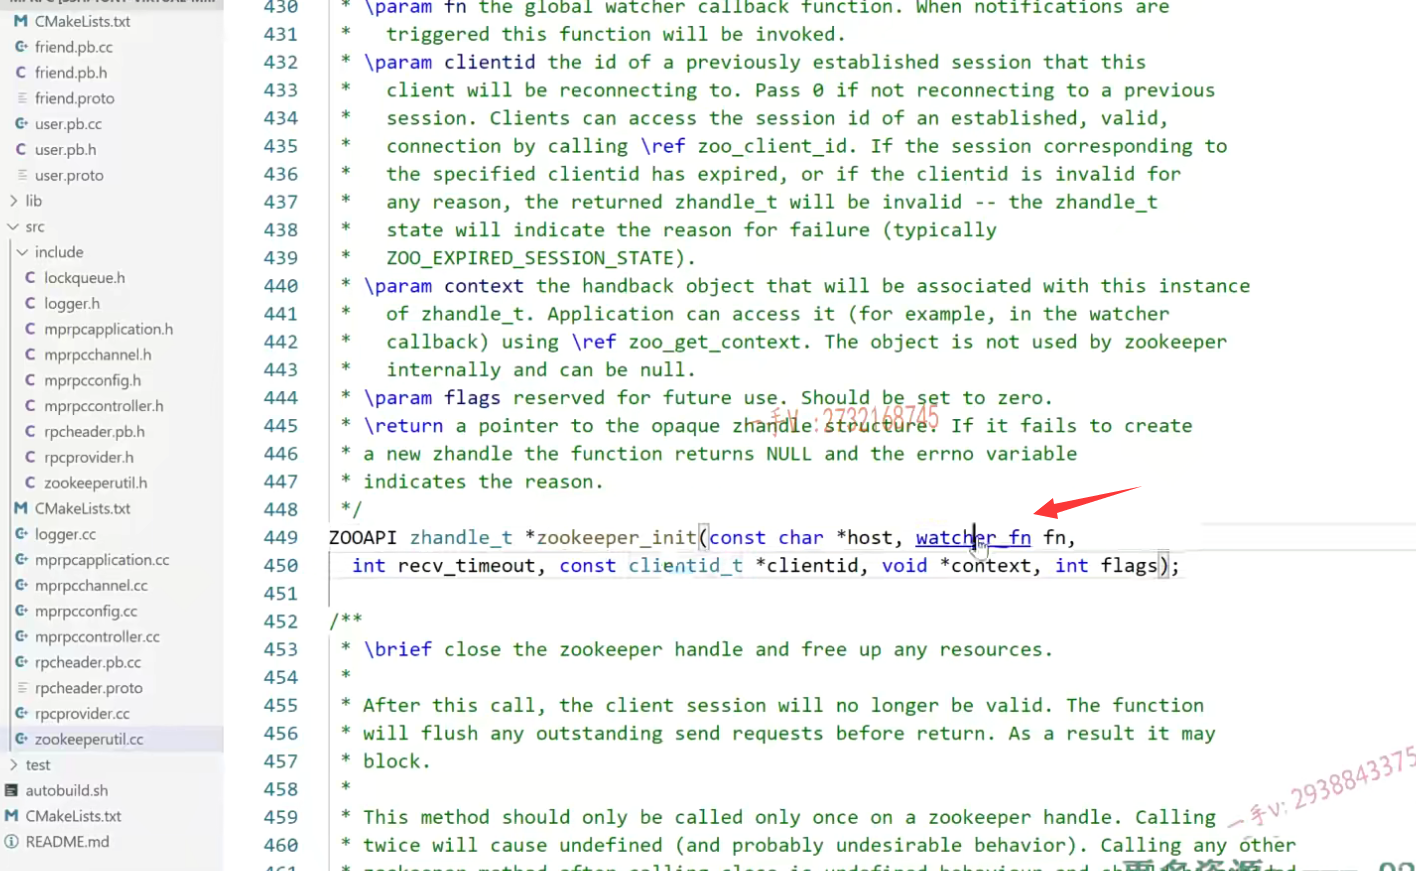 CMakeLists.txt
friend.pb.cc
friend.pb.h
friend.proto
user.pb.cc
user.pb.h
user.proto
lib
src
include
lockqueue.h
logger.h
mprpcapplication.h
mprpcchannel.h
mprpcconfig.h
mprpccontroller.h
rpcheader.pb.h
rpcprovider.h
zookeeperutil.h
CMakeLists.txt
logger.cc
mprpcapplication.cc
mprpcchannel.cc
mprpcconfig.cc
mprpccontroller.cc
rpcheader.pb.cc
rpcheader.proto
rpcprovider.cc
zookeeperutil.cc
test
autobuild.sh
CMakeLists.txt
README.md
430 * \param fn the global watcher callback function. When notifications are
431 * triggered this function will be invoked.
432 * \param clientid the id of a previously established session that this
433 * client will be reconnecting to. Pass 0 if not reconnecting to a previous
434 * session. Clients can access the session id of an established, valid,
435 * connection by calling \ref zoo_client_id. If the session corresponding to
436 * the specified clientid has expired, or if the clientid is invalid for
437 * any reason, the returned zhandle_t will be invalid -- the zhandle_t
438 * state will indicate the reason for failure (typically
439 * ZOO_EXPIRED_SESSION_STATE).
440 * \param context the handback object that will be associated with this instance
441 * of zhandle_t. Application can access it (for example, in the watcher
442 * callback) using \ref zoo_get_context. The object is not used by zookeeper
443 * internally and can be null.
444 * \param flags reserved for future use. Should be set to zero.
445 * \return a pointer to the opaque zhandle structure. If it fails to create
446 * a new zhandle the function returns NULL and the errno variable
447 * indicates the reason.
448 */
449 ZOOAPI zhandle_t *zookeeper_init(const char *host, watcher_fn fn,
450 int recv_timeout, const clientid_t *clientid, void *context, int flags);
451
452 /**
453 * \brief close the zookeeper handle and free up any resources.
454 *
455 * After this call, the client session will no longer be valid. The function
456 * will flush any outstanding send requests before return. As a result it may
457 * block.
458 *
459 * This method should only be called only once on a zookeeper handle. Calling
460 * twice will cause undefined (and probably undesirable behavior). Calling any other
一手V :2732168745
一手v: 2938843375